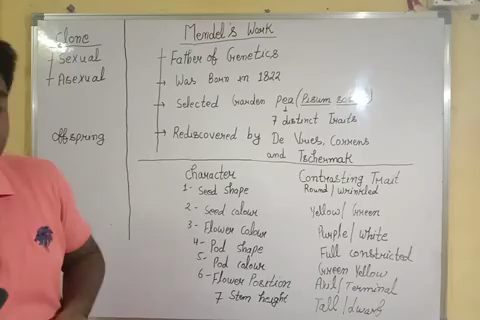 Clone
Sexual
Asexual
Offspring
Mendel's Work
Father of Genetics
Was Born in 1822
Selected Garden pea (Pisum
7 distinct Traits
Rediscovered by De Vries, Correns
and Tschermak
Character Contrasting Trait
1- Seed shape Round/Wrinkled
2- Seed colour Yellow/Green
3- Flower colour Purple/White
4- Pod shape Full constricted
5- Pod colour Green Yellow
6- Flower Position Terminal
7 Stem height Tall/dwarf